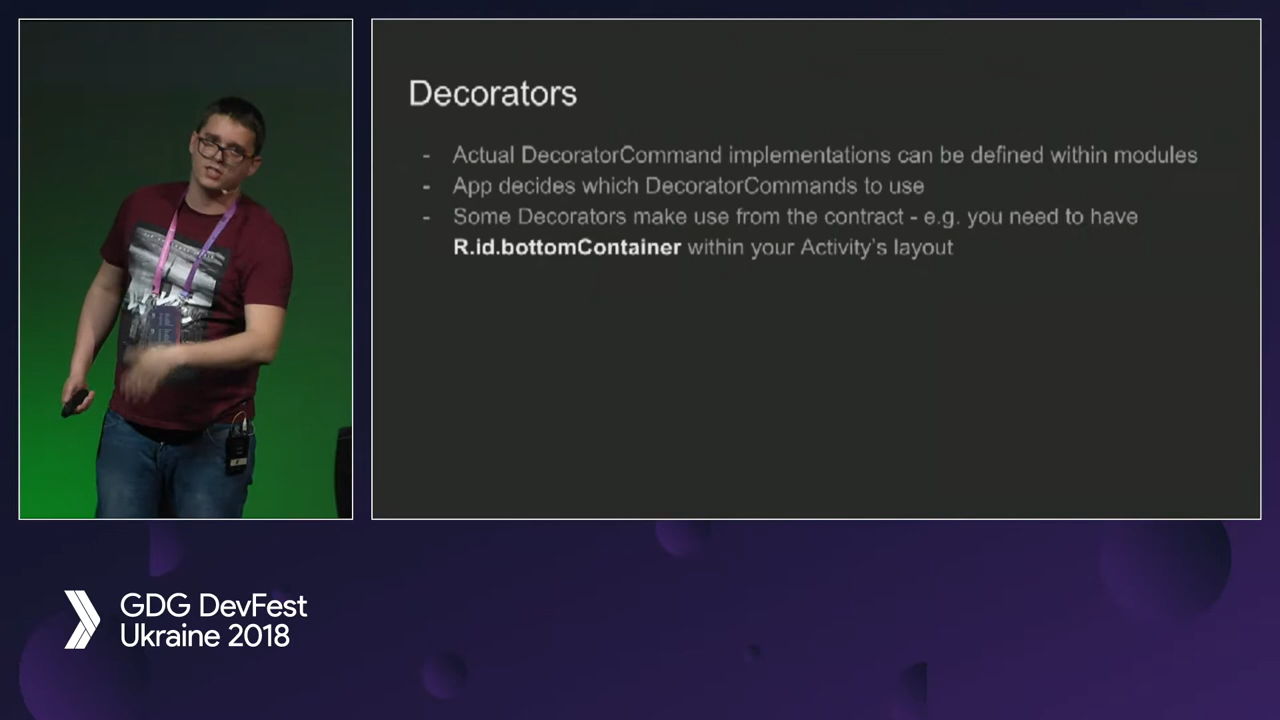 Decorators
- Actual DecoratorCommand implementations can be defined within modules
- App decides which DecoratorCommands to use
- Some Decorators make use from the contract - e.g. you need to have
R.id.bottomContainer within your Activity's layout
GDG DevFest
Ukraine 2018